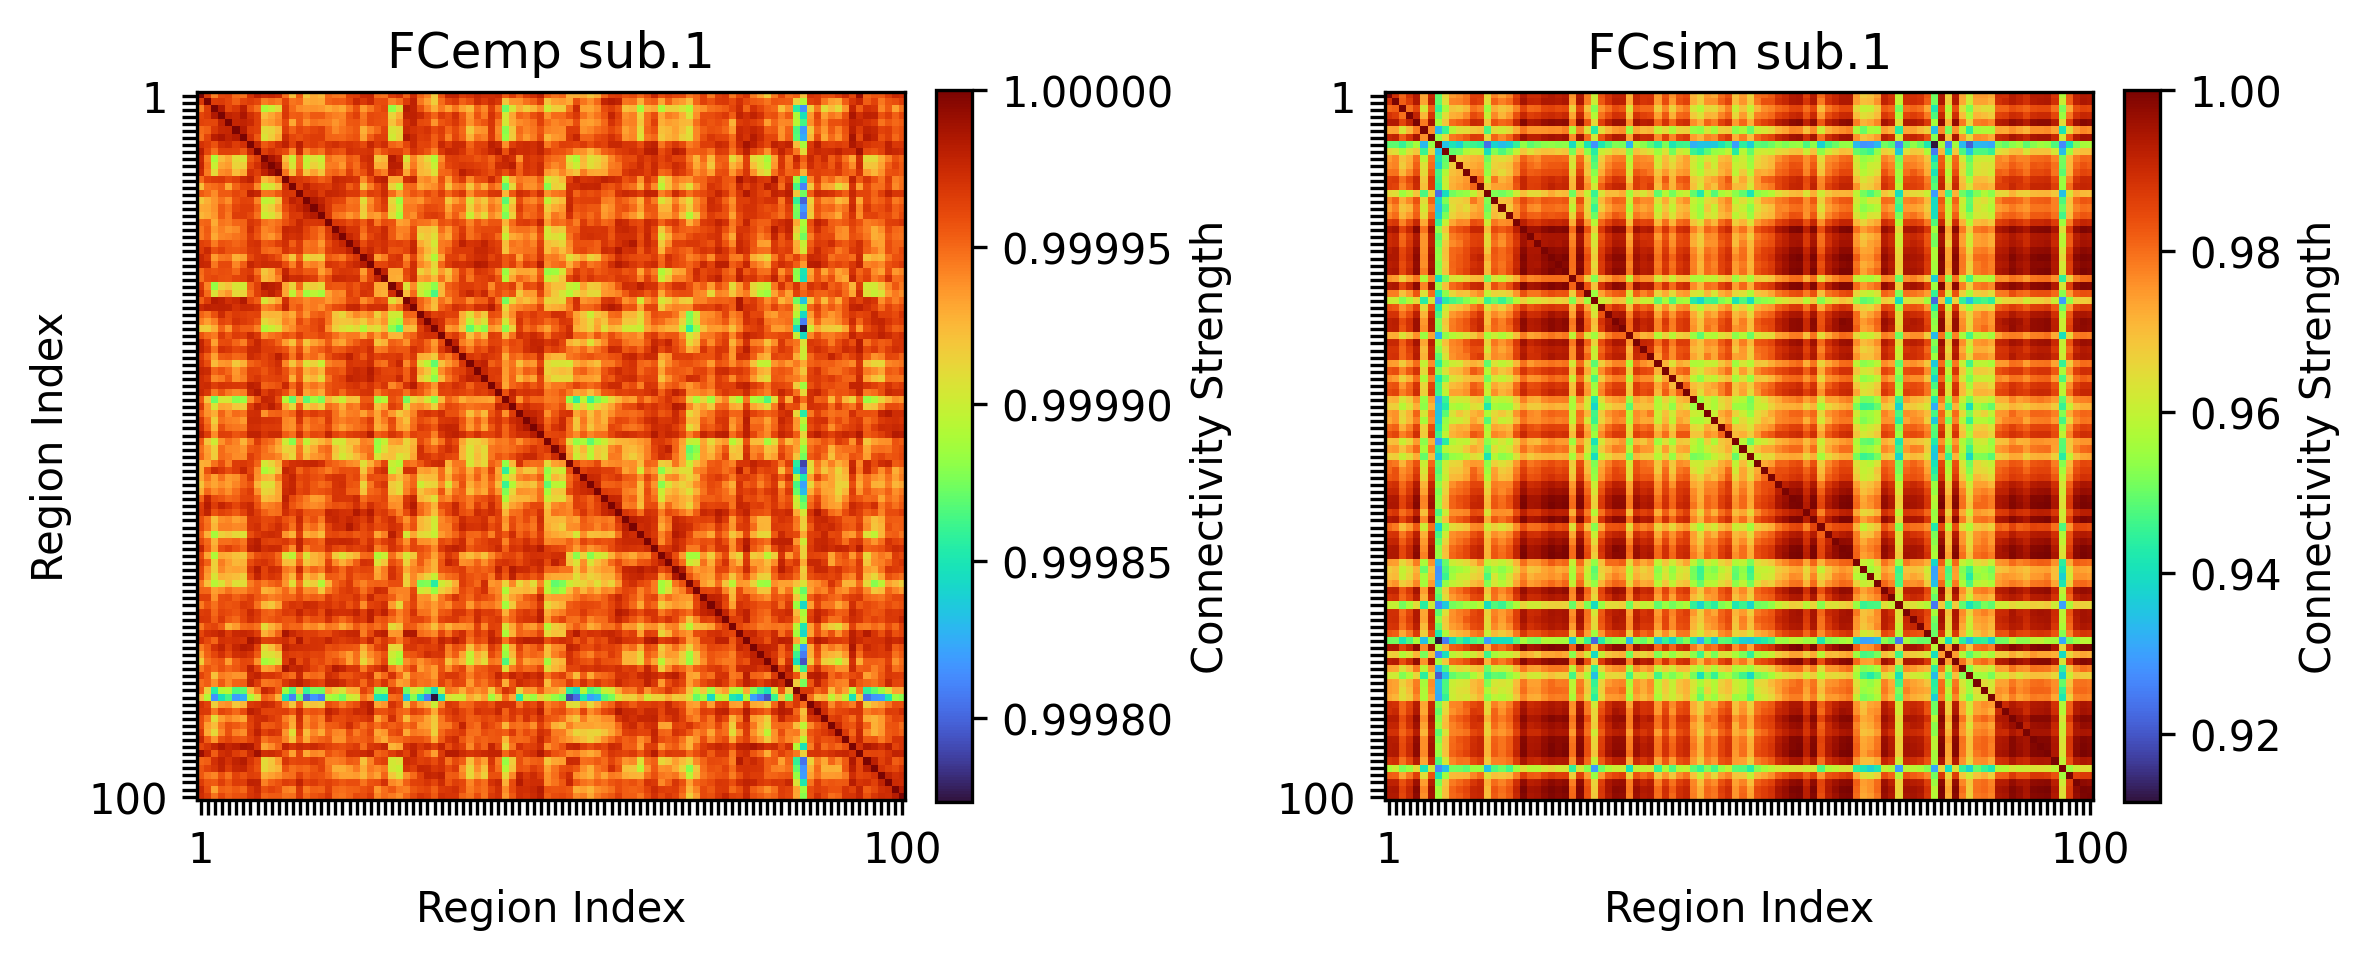 FCemp sub.1
1
100
1
100
Region Index
Region Index
1.00000
0.99995
0.99990
0.99985
0.99980
Connectivity Strength
FCsim sub.1
1
100
1
100
Region Index
1.00
0.98
0.96
0.94
0.92
Connectivity Strength